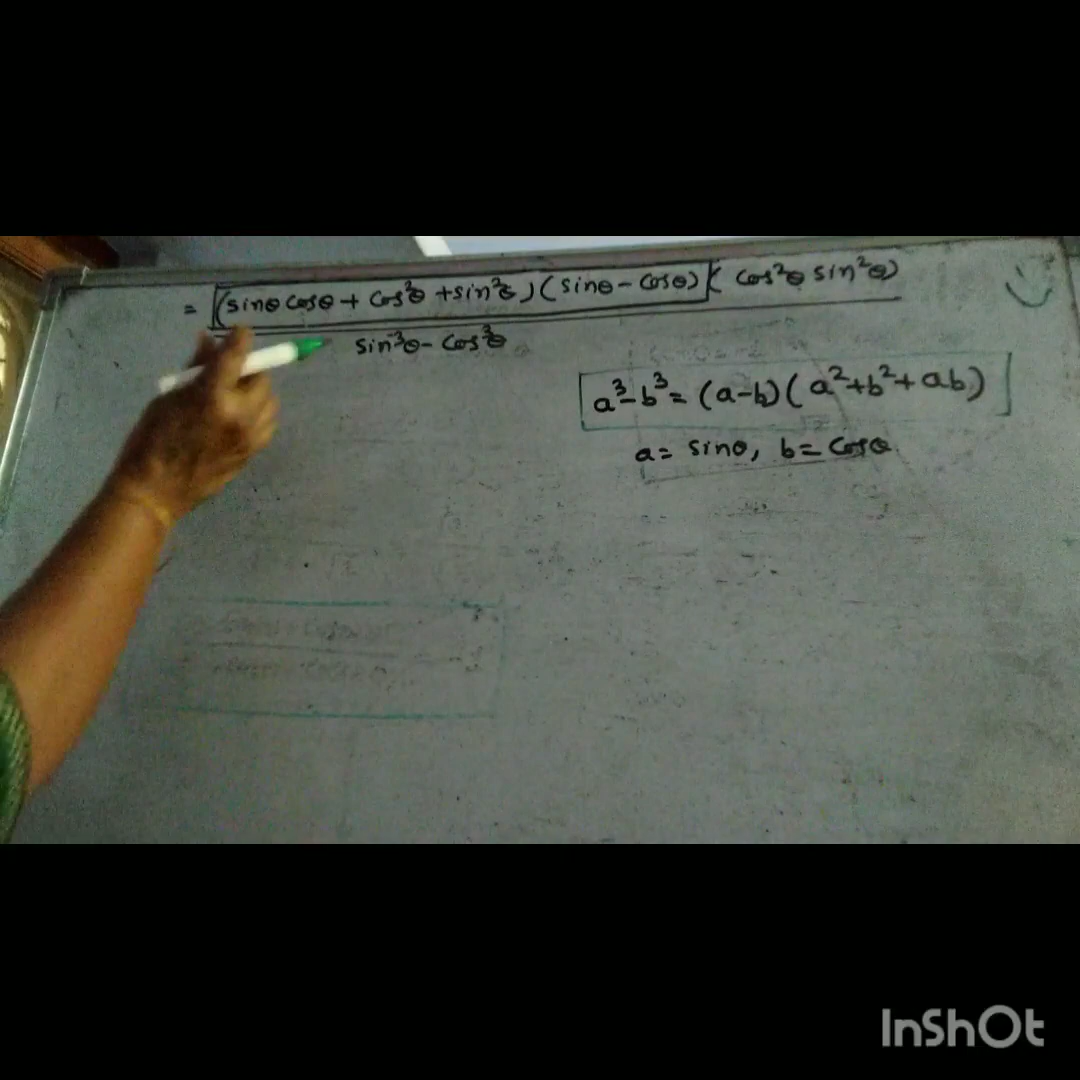 = (sinθ cosθ + cos²θ + sin²θ) (sinθ - cosθ) ( cos²θ sin²θ)
sin³θ - cos³θ
a³-b³ = (a-b) ( a²+b²+ab)
a = sinθ, b = cosθ
InShOt